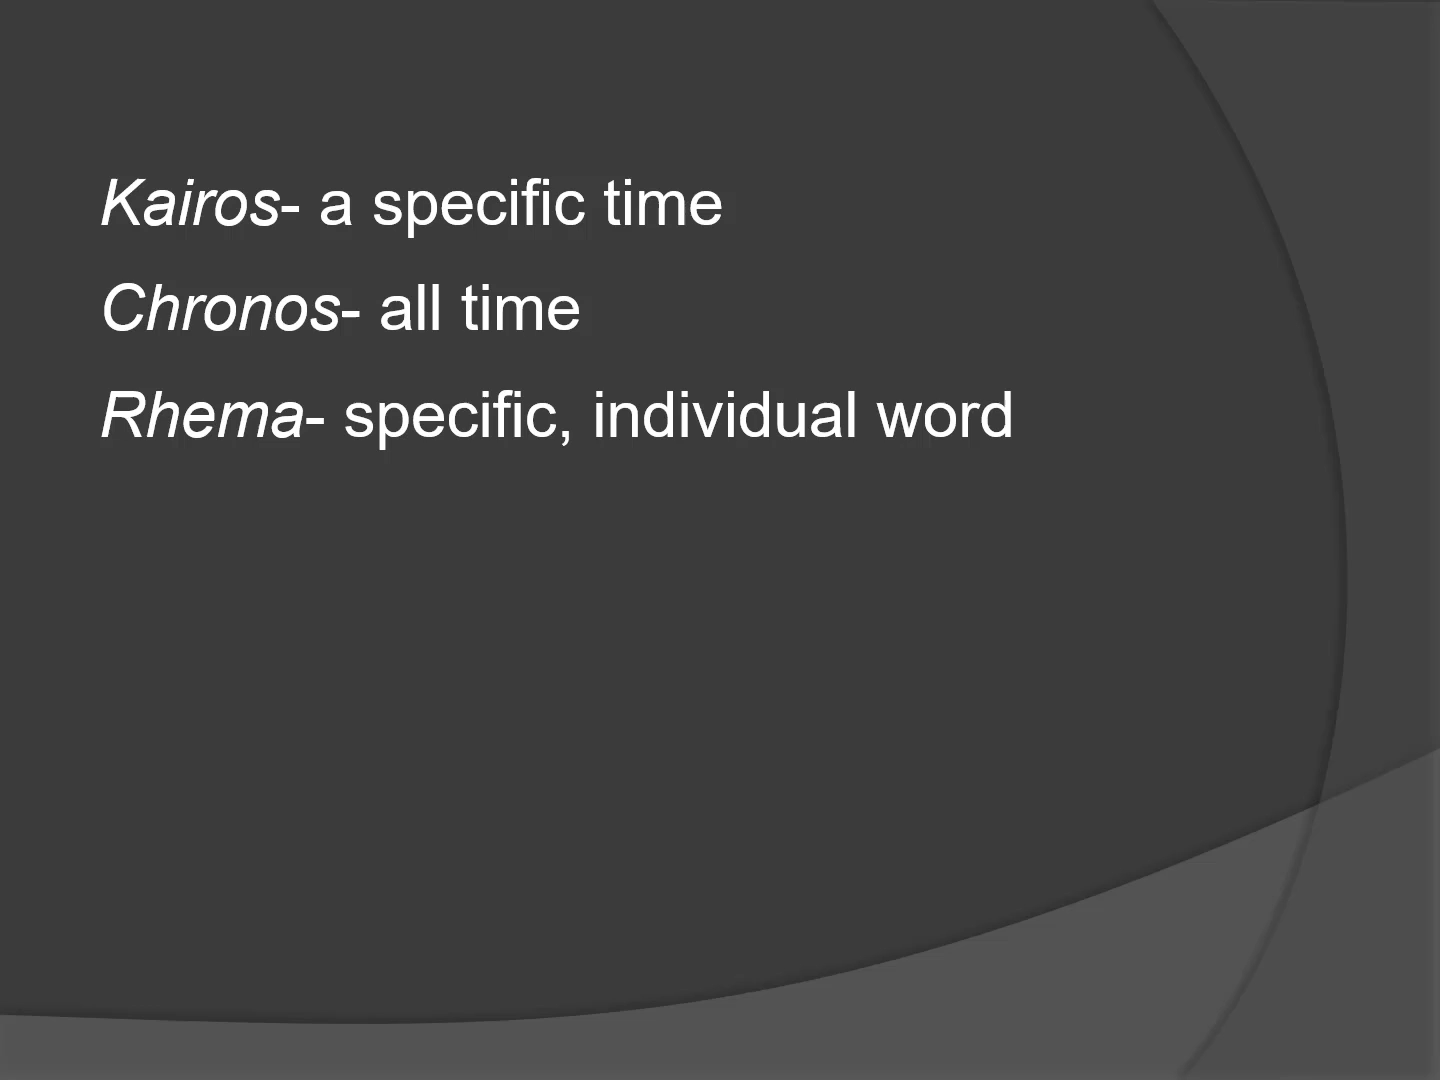 Kairos- a specific time
Chronos- all time
Rhema- specific, individual word